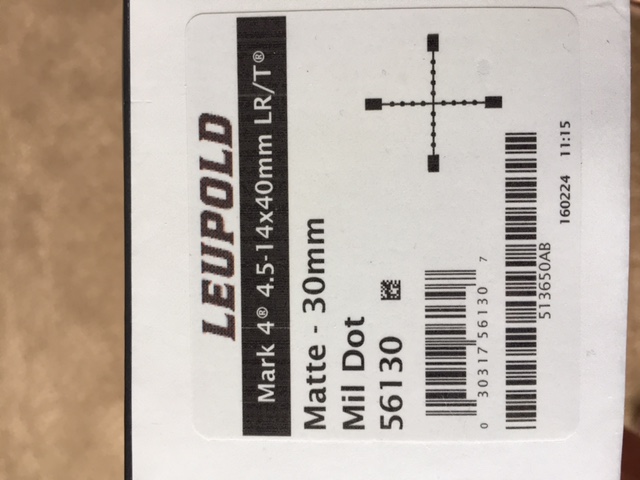 LEUPOLD
Mark 4® 4.5-14x40mm LR/T®
Matte - 30mm
Mil Dot
56130
0 30317 56130 7
513650AB
160224 11:15